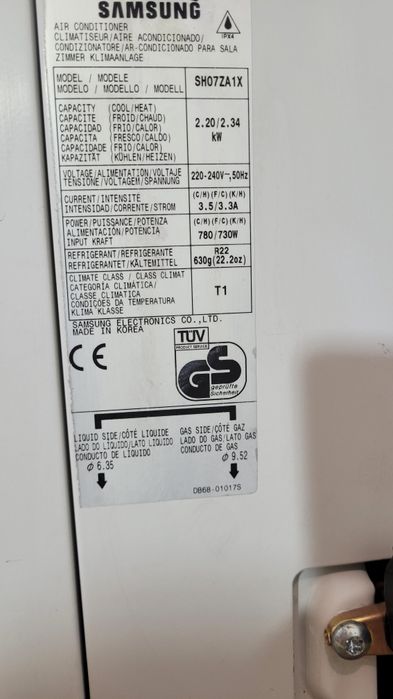 SAMSUNG
AIR CONDITIONER
CLIMATISEUR/AIRE ACONDICIONADO/
CONDIZIONATORE/AR-CONDICIONADO PARA SALA
ZIMMER KLIMAANLAGE
IPX4
MODEL / MODELE
MODELO / MODELLO / MODELL
SH07ZA1X
CAPACITY (COOL/HEAT)
CAPACITE (FROID/CHAUD)
CAPACIDAD (FRIO/CALOR)
CAPACITA (FRESCO/CALDO)
CAPACIDADE (FRIO/CALOR)
KAPAZITÄT (KÜHLEN/HEIZEN)
2.20/2.34
kW
VOLTAGE/ALIMENTATION/VOLTAJE
TENSIONE/VOLTAGEM/SPANNUNG
220-240V~,50Hz
CURRENT/INTENSITE
INTENSIDAD/CORRENTE/STROM
(C/H) (F/C) (K/H)
3.5/3.3A
POWER/PUISSANCE/POTENZA
ALIMENTACIÓN/POTENCIA
INPUT KRAFT
(C/H) (F/C) (K/H)
780/730W
REFRIGERANT/REFRIGERANTE
REFRIGERANTET/KÄLTEMITTEL
R22
630g(22.2oz)
CLIMATE CLASS / CLASS CLIMAT
CATEGORIA CLIMÁTICA/
CLASSE CLIMATICA
CONDIÇÕES DA TEMPERATURA
KLIMA KLASSE
T1
SAMSUNG ELECTRONICS CO.,LTD.
MADE IN KOREA
CE
TÜV
PRODUCT SERVICE
GS
geprüfte
Sicherheit
LIQUID SIDE/CÔTÉ LIQUIDE
LADO DO LÍQUIDO/LATO LIQUIDO
CONDUCTO DE LÍQUIDO
Ø 6.35
GAS SIDE/CÔTÉ GAZ
LADO DO GAS/LATO GAS
CONDUCTO DE GAS
Ø 9.52
DB68-01017S